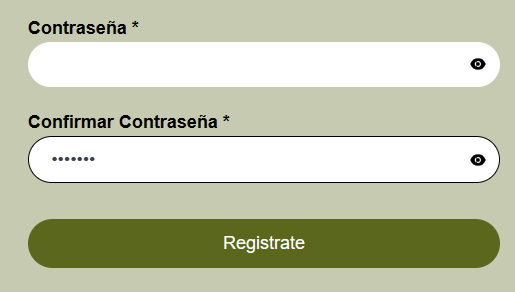 Contraseña *
Confirmar Contraseña *
•••••••
Registrate